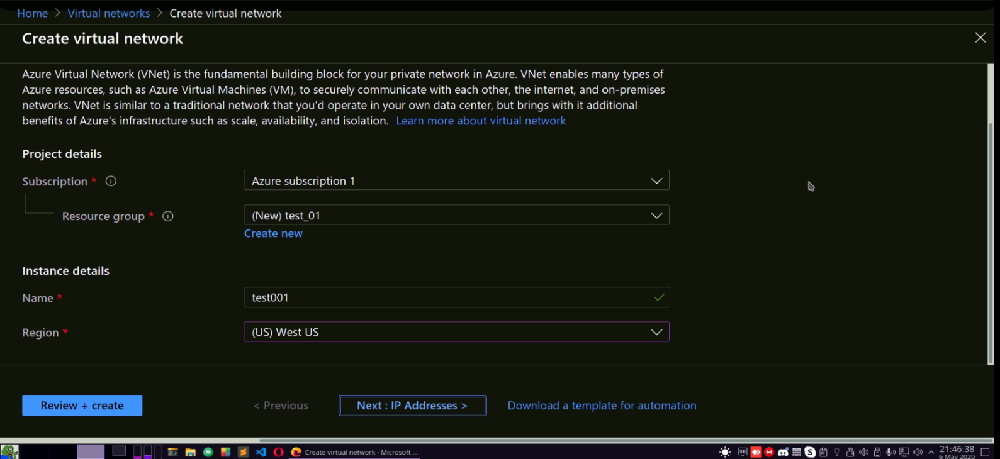 Home > Virtual networks > Create virtual network
Create virtual network
Azure Virtual Network (VNet) is the fundamental building block for your private network in Azure. VNet enables many types of
Azure resources, such as Azure Virtual Machines (VM), to securely communicate with each other, the internet, and on-premises
networks. VNet is similar to a traditional network that you'd operate in your own data center, but brings with it additional
benefits of Azure's infrastructure such as scale, availability, and isolation. Learn more about virtual network
Project details
Subscription * Azure subscription 1
Resource group * (New) test_01
Create new
Instance details
Name * test001
Region * (US) West US
Review + create < Previous Next : IP Addresses > Download a template for automation
Create virtual network - Microsoft ... 21:46:38
6 May 2020